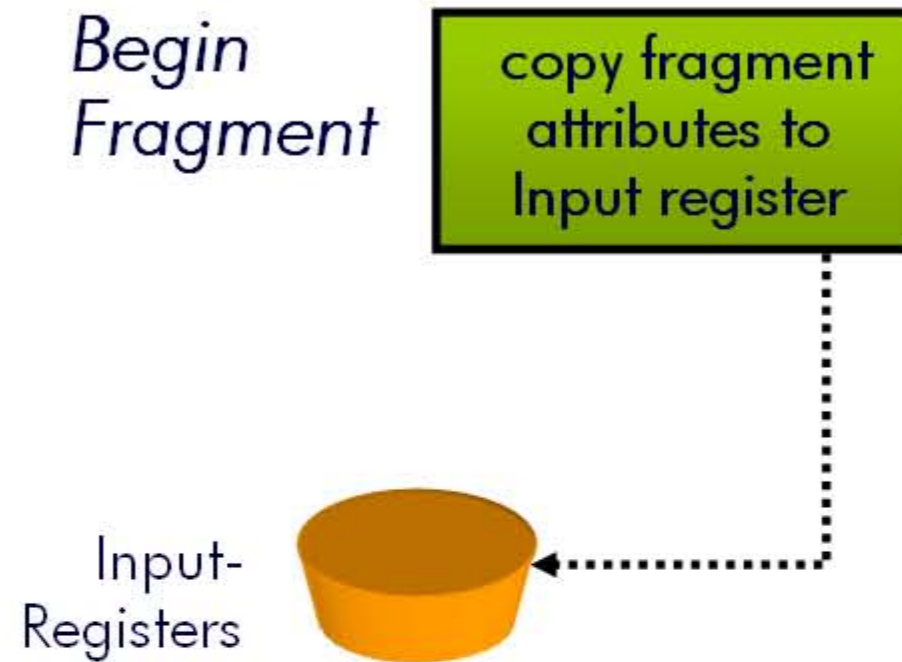 Begin
Fragment
copy fragment
attributes to
Input register
Input-
Registers